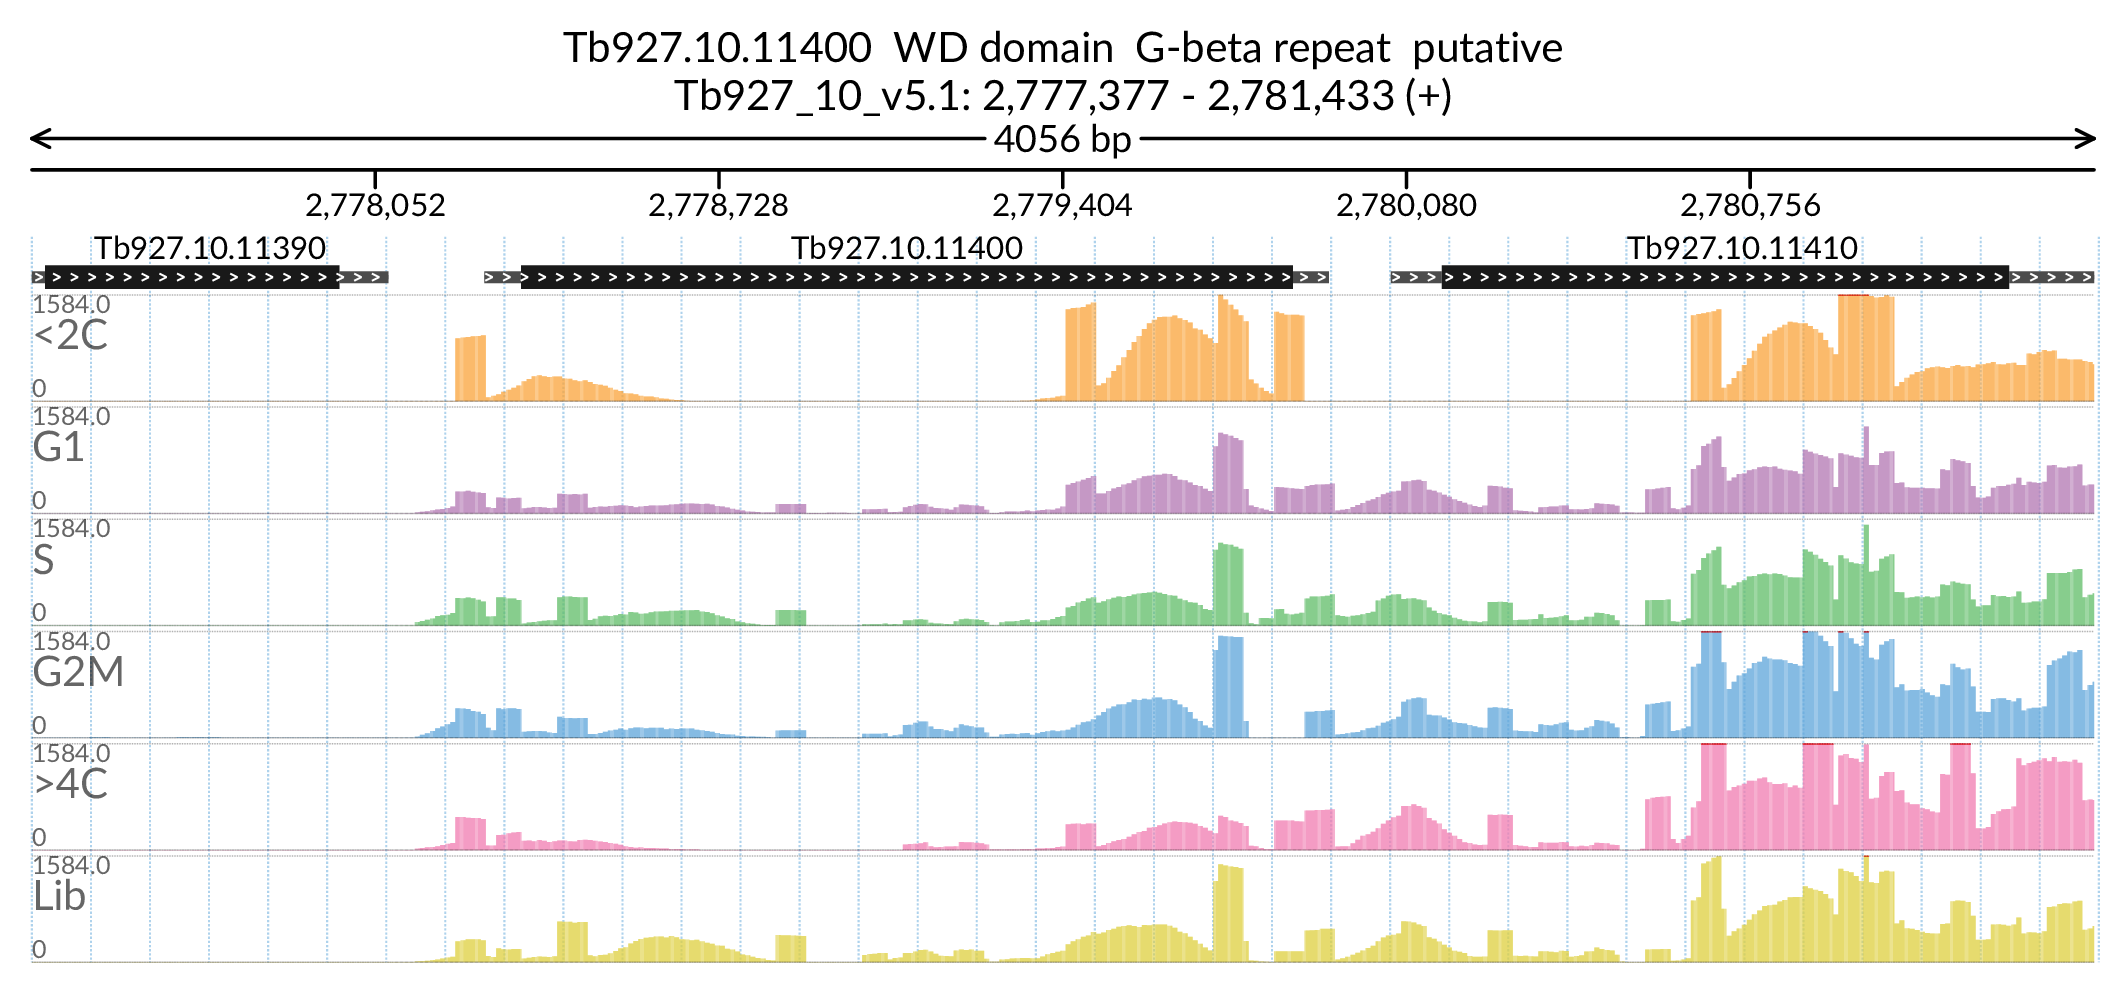 Tb927.10.11400 WD domain G-beta repeat putative
Tb927_10_v5.1: 2,777,377 - 2,781,433 (+)
4056 bp
2,778,052 2,778,728 2,779,404 2,780,080 2,780,756
Tb927.10.11390 Tb927.10.11400 Tb927.10.11410
1584.0
<2C
0
1584.0
G1
0
1584.0
S
0
1584.0
G2M
0
1584.0
>4C
0
1584.0
Lib
0